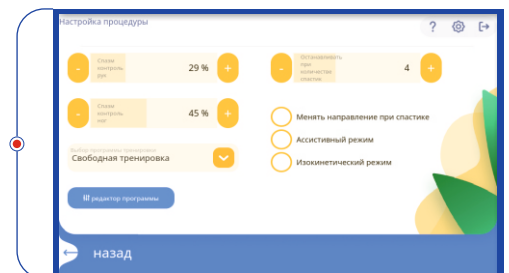 Настройка процедуры
?
- Спазм контроль рук 29 % +
- Останавливать при количестве спастик 4 +
- Спазм контроль ног 45 % +
Менять направление при спастике
Ассистивный режим
Изокинетический режим
Выбор программы тренировки
Свободная тренировка
редактор программы
← назад